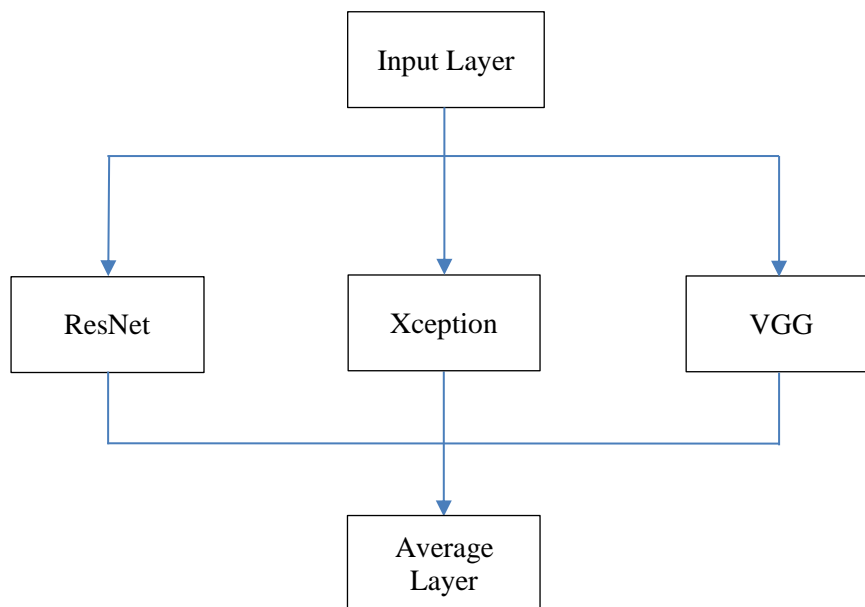 Input Layer
ResNet
Xception
VGG
Average
Layer